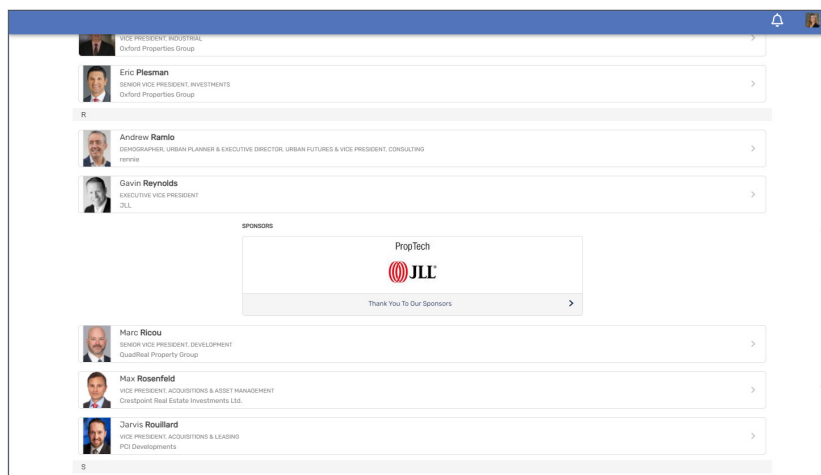 VICE PRESIDENT, INDUSTRIAL
Oxford Properties Group
Eric Plesman
SENIOR VICE PRESIDENT, INVESTMENTS
Oxford Properties Group
R
Andrew Ramlo
DEMOGRAPHER, URBAN PLANNER & EXECUTIVE DIRECTOR, URBAN FUTURES & VICE PRESIDENT, CONSULTING
rennie
Gavin Reynolds
EXECUTIVE VICE PRESIDENT
JLL
SPONSORS
PropTech
JLL
Thank You To Our Sponsors
Marc Ricou
SENIOR VICE PRESIDENT, DEVELOPMENT
QuadReal Property Group
Max Rosenfeld
VICE PRESIDENT, ACQUISITIONS & ASSET MANAGEMENT
Crestpoint Real Estate Investments Ltd.
Jarvis Rouillard
VICE PRESIDENT, ACQUISITIONS & LEASING
PCI Developments
S